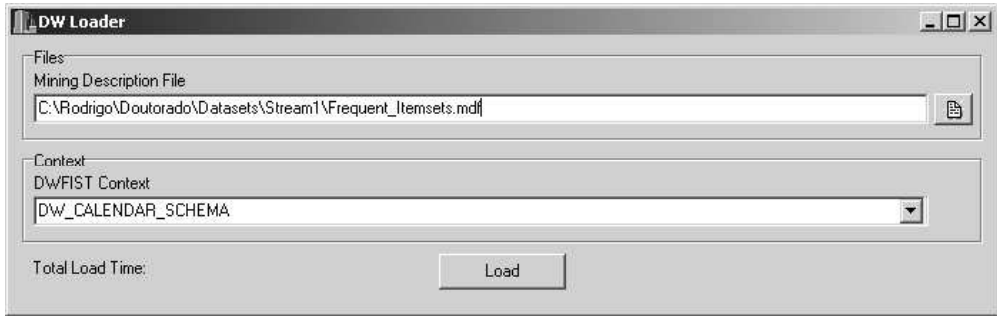 DW Loader
Files
Mining Description File
C:\Rodrigo\Doutorado\Datasets\Stream1\Frequent_Itemsets.mdf
Context
DWFIST Context
DW_CALENDAR_SCHEMA
Total Load Time:
Load